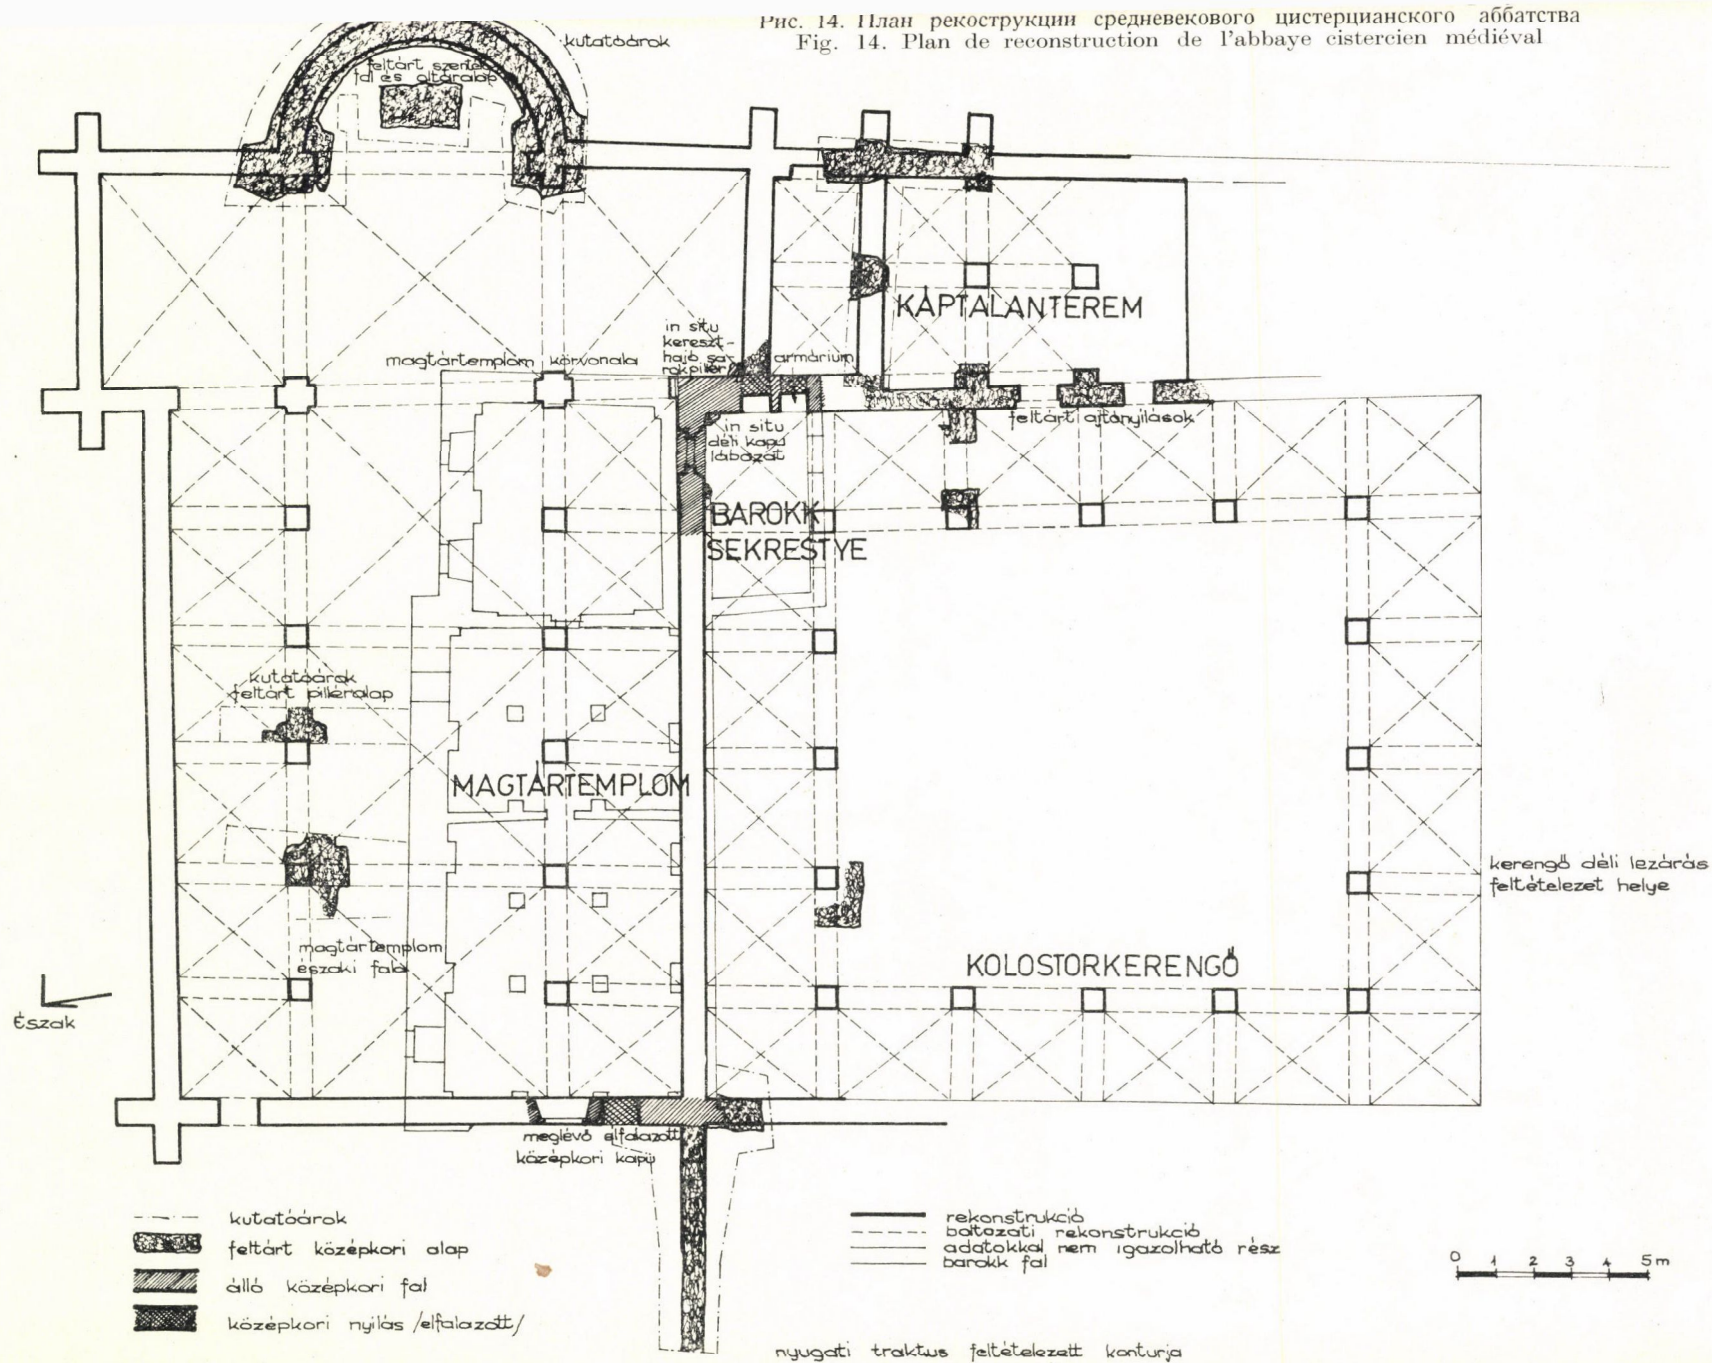 Рис. 14. План рекострукции средневекового цистерцианского аббатства
Fig. 14. Plan de reconstruction de l'abbaye cistercien médiéval
kutatóárok
feltárt szentély
fal és oltáralap
in situ
kereszt-
hajó sa-
rokpillér
magtártemplom körvonala
armárium
KÁPTALANTEREM
feltárt ajtónyílások
in situ
déli kapu
lábazat
BAROKK
SEKRESTYE
kutatóárok
feltárt pilléralap
MAGTÁRTEMPLOM
kerengő déli lezárás
feltételezet helye
magtártemplom
északi fala
KOLOSTORKERENGŐ
Észak
meglévő elfalazott
középkori kapu
kutatóárok
feltárt középkori alap
álló középkori fal
középkori nyilás /elfalazott/
rekonstrukció
boltozati rekonstrukció
adatokkal nem igazolható rész
barokk fal
0 1 2 3 4 5 m
nyugati traktus feltételezett konturja